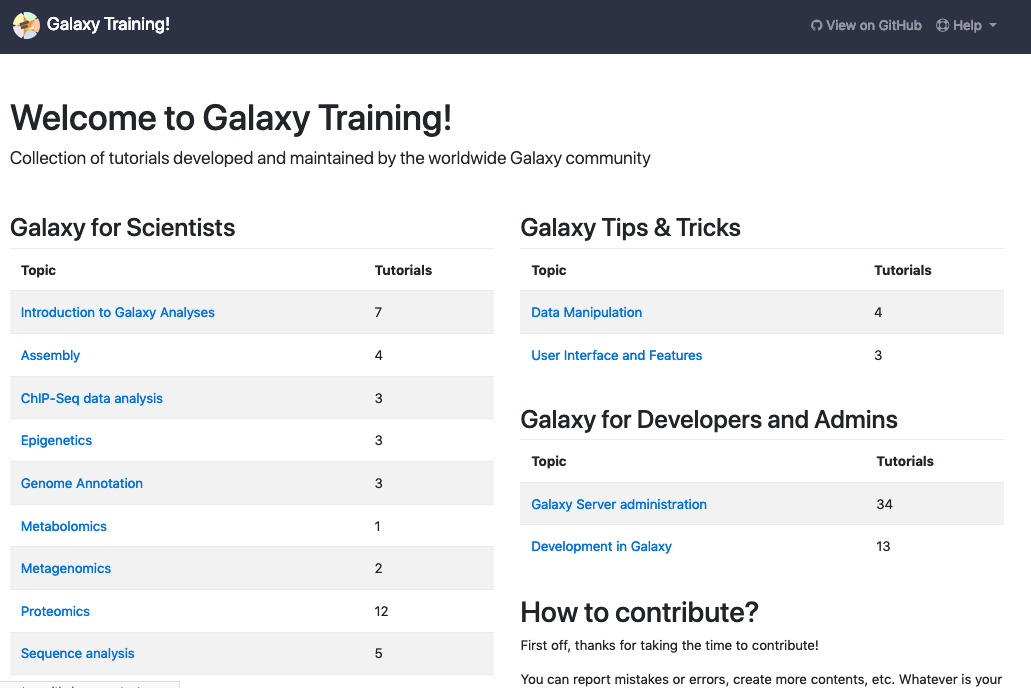 Galaxy Training!
View on GitHub
Help
Welcome to Galaxy Training!
Collection of tutorials developed and maintained by the worldwide Galaxy community
Galaxy for Scientists
Topic Tutorials
Introduction to Galaxy Analyses 7
Assembly 4
ChIP-Seq data analysis 3
Epigenetics 3
Genome Annotation 3
Metabolomics 1
Metagenomics 2
Proteomics 12
Sequence analysis 5
Galaxy Tips & Tricks
Topic Tutorials
Data Manipulation 4
User Interface and Features 3
Galaxy for Developers and Admins
Topic Tutorials
Galaxy Server administration 34
Development in Galaxy 13
How to contribute?
First off, thanks for taking the time to contribute!
You can report mistakes or errors, create more contents, etc. Whatever is your